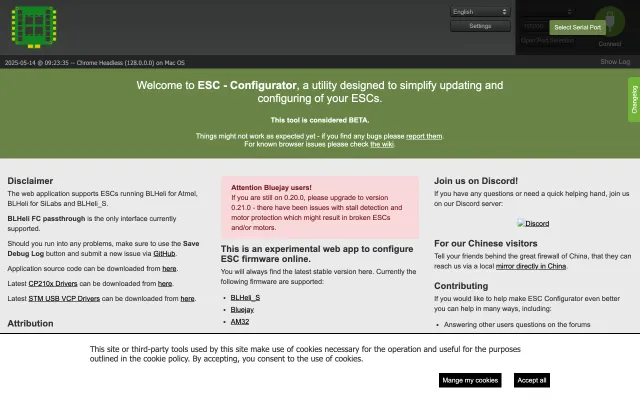 English
Settings
Select Serial Port
Open Port Selection
Connect
2025-05-14 @ 09:23:35 -- Chrome Headless (128.0.0.0) on Mac OS
Show Log
Changelog
Welcome to ESC - Configurator, a utility designed to simplify updating and
configuring of your ESCs.
This tool is considered BETA.
Things might not work as expected yet - if you find any bugs please report them.
For known browser issues please check the wiki.
Disclaimer
The web application supports ESCs running BLHeli for Atmel,
BLHeli for SiLabs and BLHeli_S.
BLHeli FC passthrough is the only interface currently
supported.
Should you run into any problems, make sure to use the Save
Debug Log button and submit a new issue via GitHub.
Application source code can be downloaded from here.
Latest CP210x Drivers can be downloaded from here.
Latest STM USB VCP Drivers can be downloaded from here.
Attribution
Attention Bluejay users!
If you are still on 0.20.0, please upgrade to version
0.21.0 - there have been issues with stall detection and
motor protection which might result in broken ESCs
and/or motors.
This is an experimental web app to configure
ESC firmware online.
You will always find the latest stable version here. Currently the
following firmware are supported:
BLHeli_S
Bluejay
AM32
Join us on Discord!
If you have any questions or need a quick helping hand, join us
on our Discord server:
Discord
For our Chinese visitors
Tell your friends behind the great firewall of China, that they can
reach us via a local mirror directly in China.
Contributing
If you would like to help make ESC Configurator even better
you can help in many ways, including:
Answering other users questions on the forums
This site or third-party tools used by this site make use of cookies necessary for the operation and useful for the purposes
outlined in the cookie policy. By accepting, you consent to the use of cookies.
Mange my cookies
Accept all